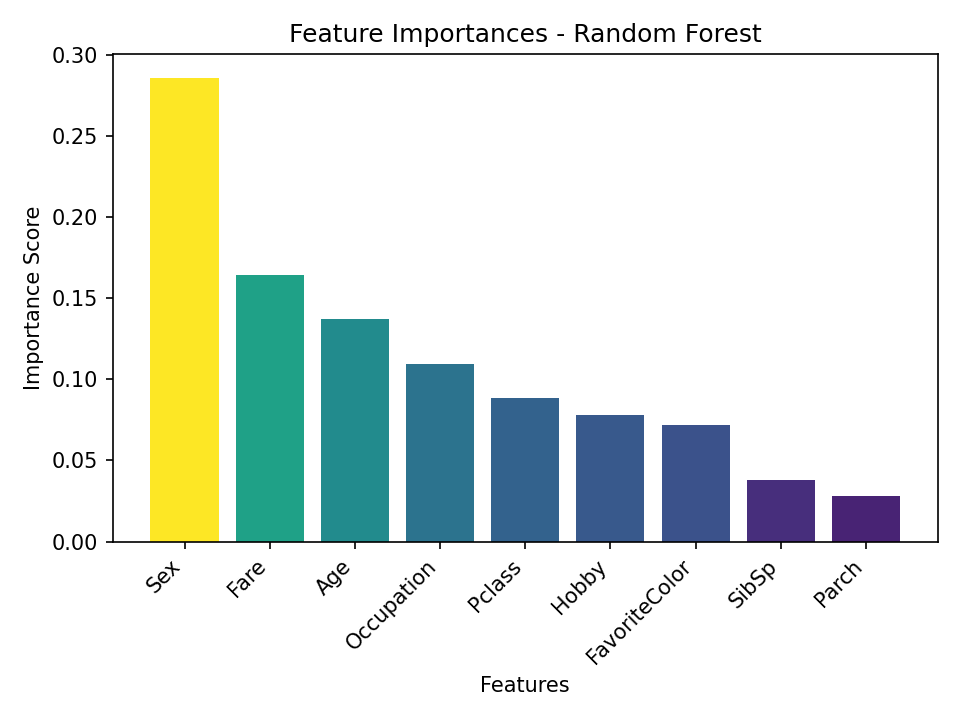 Feature Importances - Random Forest
0.30
0.25
0.20
0.15
0.10
0.05
0.00
Importance Score
Sex
Fare
Age
Occupation
Pclass
Hobby
FavoriteColor
SibSp
Parch
Features